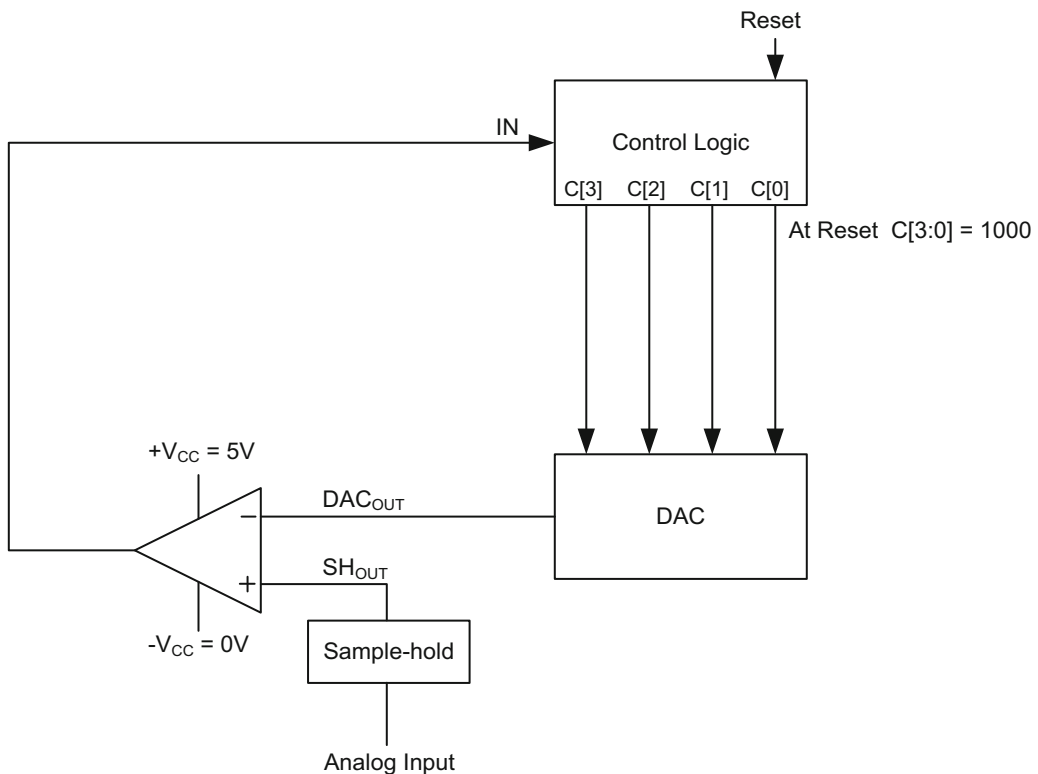 Reset
IN
Control Logic
C[3] C[2] C[1] C[0]
At Reset C[3:0] = 1000
+VCC = 5V
DACOUT
DAC
−
SHOUT
+
-VCC = 0V
Sample-hold
Analog Input